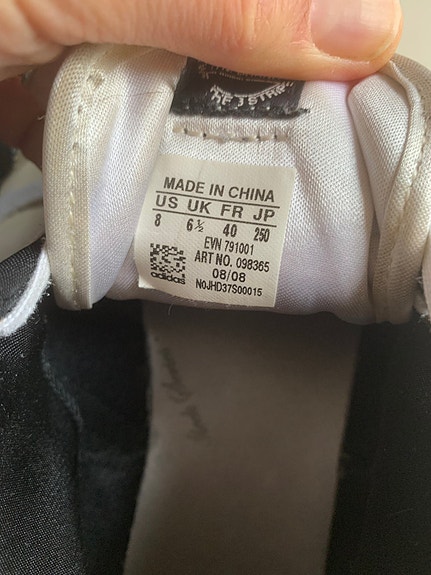 MADE IN CHINA
US UK FR JP
8 6½ 40 250
EVN 791001
ART NO. 098365
08/08
adidas N0JHD37S00015